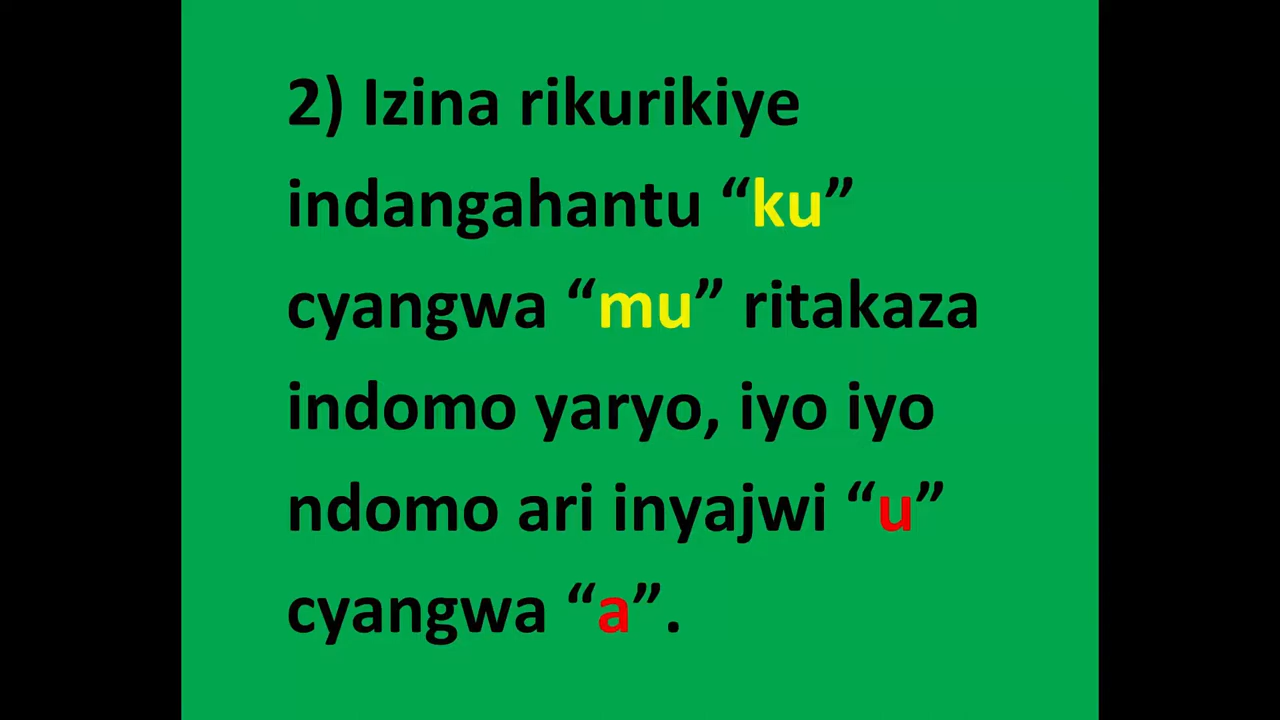 2) Izina rikurikiye
indangahantu “ku”
cyangwa “mu” ritakaza
indomo yaryo, iyo iyo
ndomo ari inyajwi “u”
cyangwa “a”.